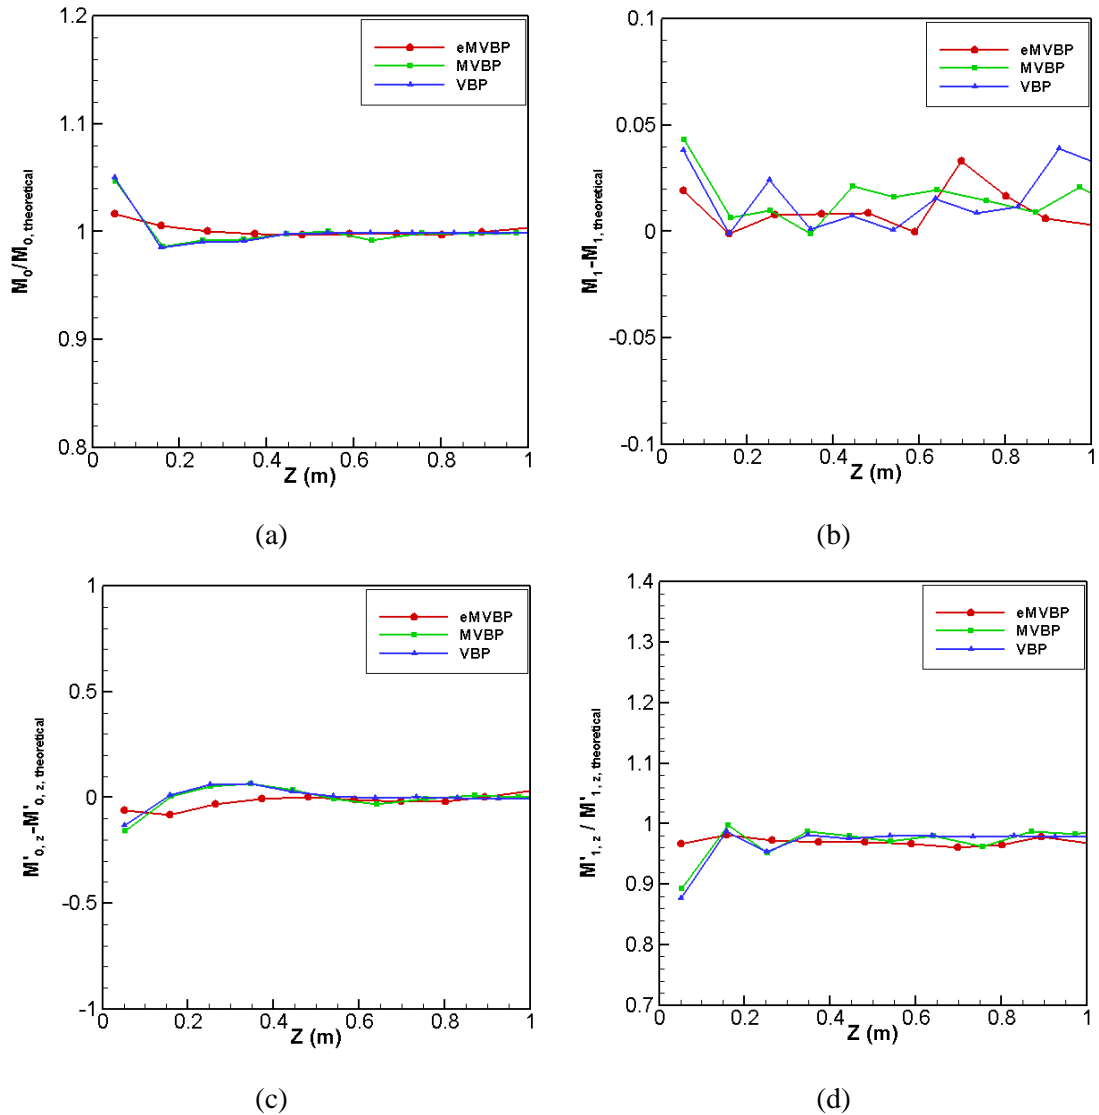 1.2
1.1
1
0.9
0.8
M0/M0, theoretical
eMVBP
MVBP
VBP
0 0.2 0.4 0.6 0.8 1
Z (m)
(a)
0.1
0.05
0
-0.05
-0.1
M1-M1, theoretical
eMVBP
MVBP
VBP
0 0.2 0.4 0.6 0.8 1
Z (m)
(b)
1
0.5
0
-0.5
-1
M'0, z-M'0, z, theoretical
eMVBP
MVBP
VBP
0 0.2 0.4 0.6 0.8 1
Z (m)
(c)
1.4
1.3
1.2
1.1
1
0.9
0.8
0.7
M'1, z / M'1, z, theoretical
eMVBP
MVBP
VBP
0 0.2 0.4 0.6 0.8 1
Z (m)
(d)